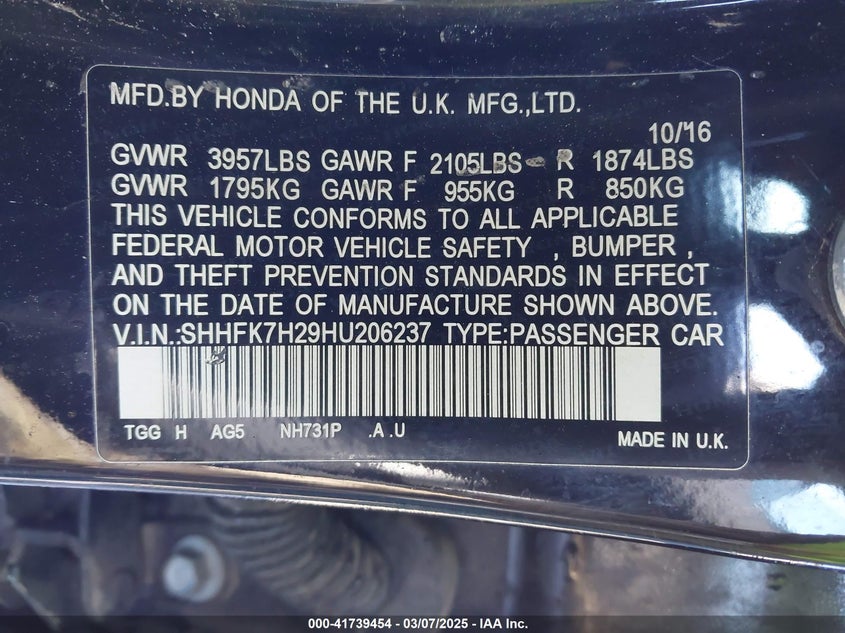 MFD.BY HONDA OF THE U.K. MFG.,LTD.
10/16
GVWR 3957LBS GAWR F 2105LBS R 1874LBS
GVWR 1795KG GAWR F 955KG R 850KG
THIS VEHICLE CONFORMS TO ALL APPLICABLE
FEDERAL MOTOR VEHICLE SAFETY , BUMPER ,
AND THEFT PREVENTION STANDARDS IN EFFECT
ON THE DATE OF MANUFACTURE SHOWN ABOVE.
V.I.N.:SHHFK7H29HU206237 TYPE:PASSENGER CAR
TGG H AG5 NH731P .A .U
MADE IN U.K.
000-41739454 - 03/07/2025 - IAA Inc.